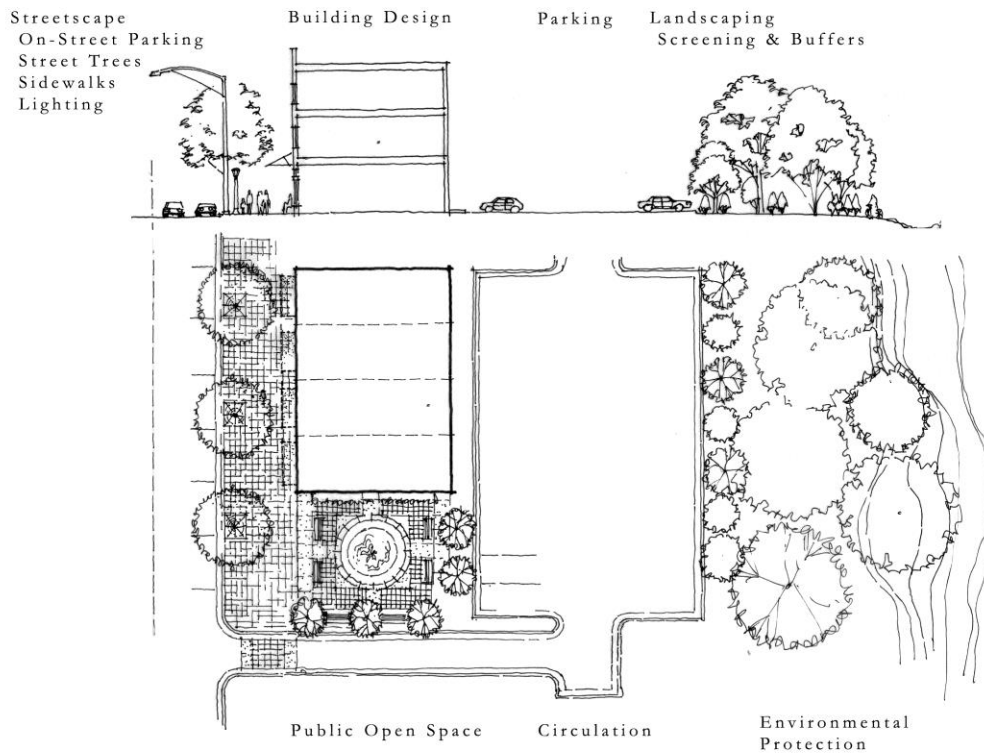 Streetscape
On-Street Parking
Street Trees
Sidewalks
Lighting
Building Design
Parking
Landscaping
Screening & Buffers
Public Open Space
Circulation
Environmental
Protection